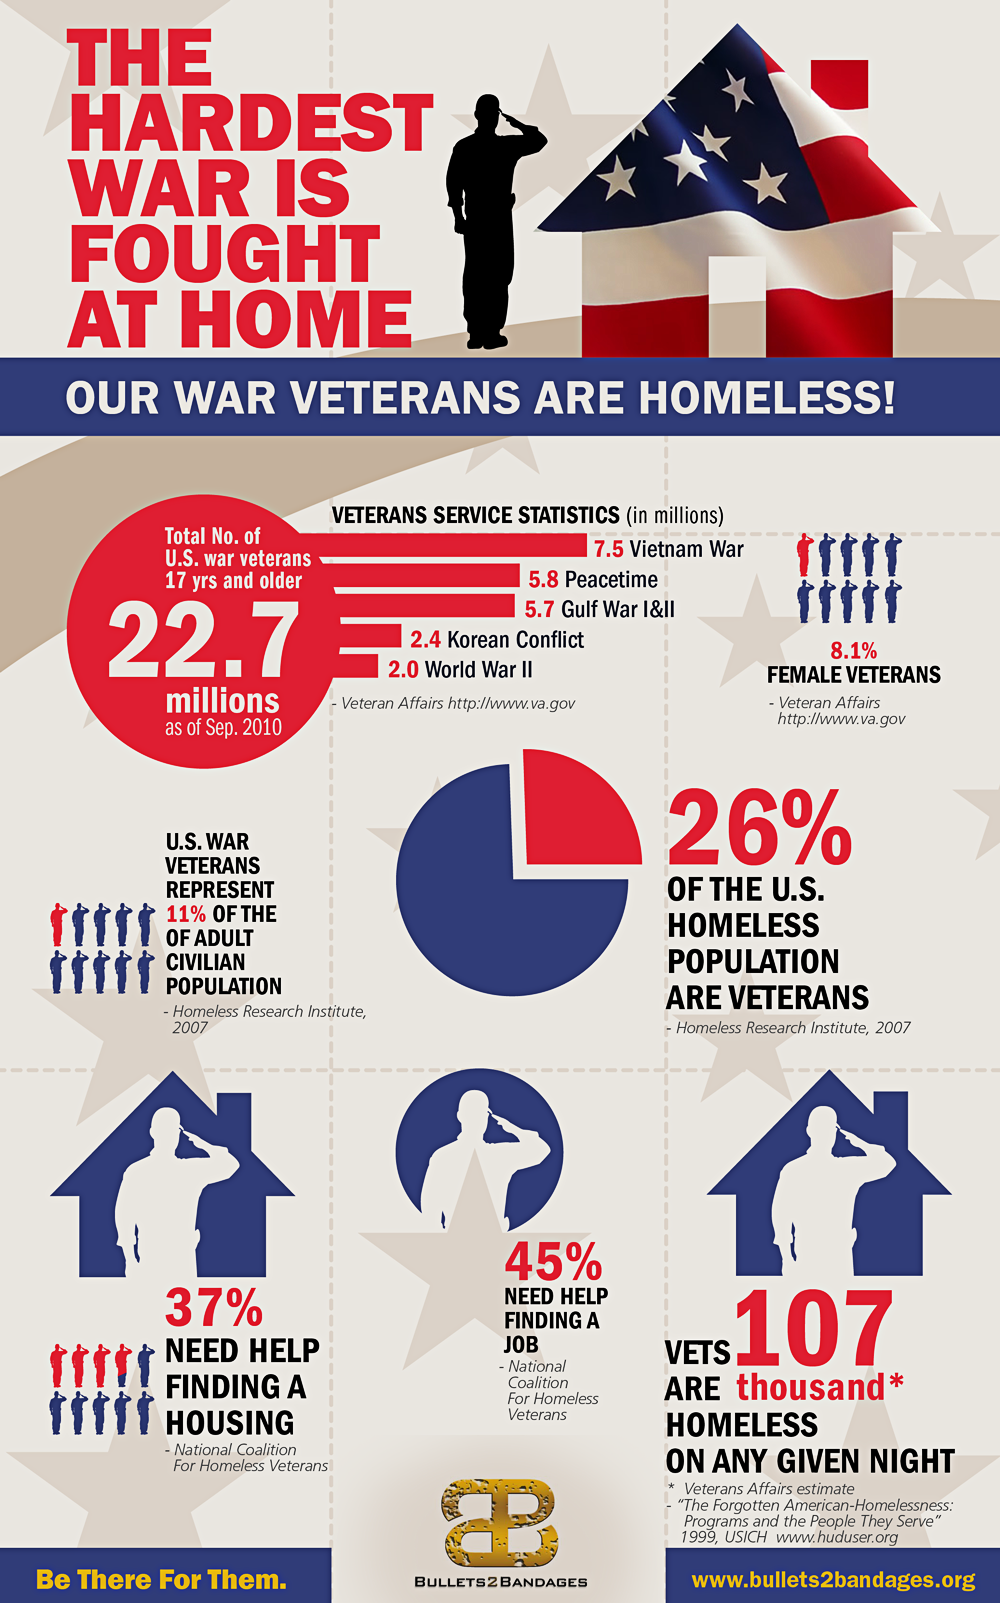 THE
HARDEST
WAR IS
FOUGHT
AT HOME
OUR WAR VETERANS ARE HOMELESS!
Total No. of
U.S. war veterans
17 yrs and older
22.7
millions
as of Sep. 2010
VETERANS SERVICE STATISTICS (in millions)
7.5 Vietnam War
5.8 Peacetime
5.7 Gulf War I&II
2.4 Korean Conflict
2.0 World War II
- Veteran Affairs http://www.va.gov
8.1%
FEMALE VETERANS
- Veteran Affairs
http://www.va.gov
U.S. WAR
VETERANS
REPRESENT
11% OF THE
OF ADULT
CIVILIAN
POPULATION
- Homeless Research Institute,
2007
26%
OF THE U.S.
HOMELESS
POPULATION
ARE VETERANS
- Homeless Research Institute, 2007
37%
NEED HELP
FINDING A
HOUSING
- National Coalition
For Homeless Veterans
45%
NEED HELP
FINDING A
JOB
- National
Coalition
For Homeless
Veterans
VETS 107
ARE thousand*
HOMELESS
ON ANY GIVEN NIGHT
* Veterans Affairs estimate
- "The Forgotten American-Homelessness:
Programs and the People They Serve"
1999, USICH www.huduser.org
Be There For Them.
BULLETS2BANDAGES
www.bullets2bandages.org